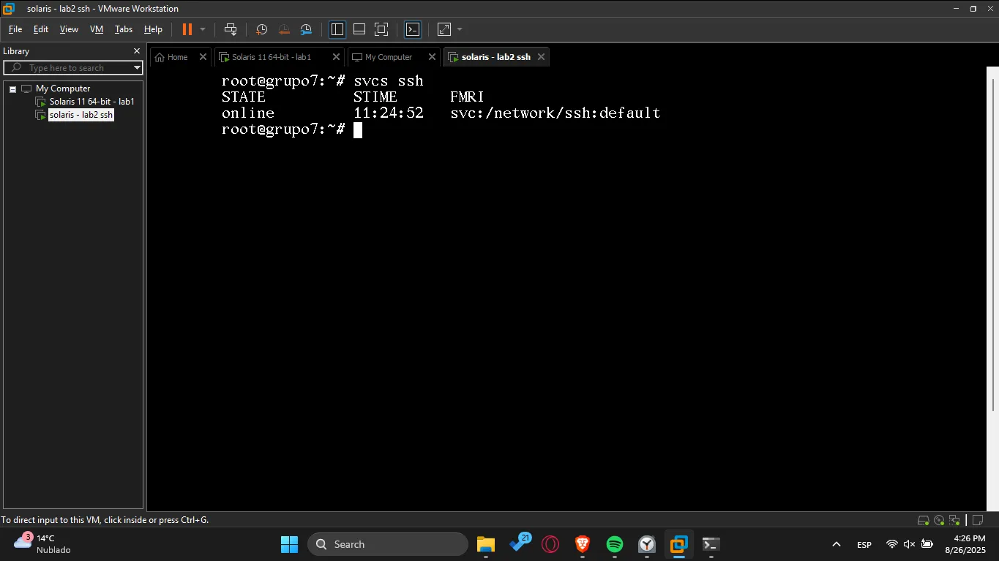 solaris - lab2 ssh - VMware Workstation
File Edit View VM Tabs Help
Library
Type here to search
My Computer
Solaris 11 64-bit - lab1
solaris - lab2 ssh
Home
Solaris 11 64-bit - lab1
My Computer
solaris - lab2 ssh
root@grupo7:~# svcs ssh
STATE STIME FMRI
online 11:24:52 svc:/network/ssh:default
root@grupo7:~#
To direct input to this VM, click inside or press Ctrl+G.
3
14°C
Nublado
Search
21
ESP
4:26 PM
8/26/2025